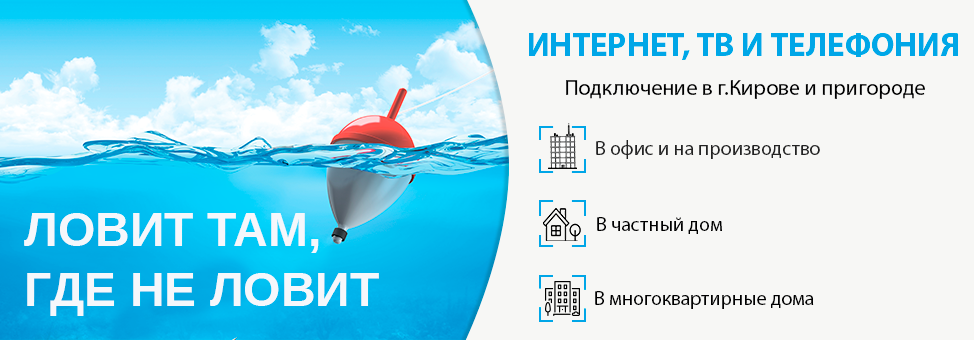 ЛОВИТ ТАМ,
ГДЕ НЕ ЛОВИТ
ИНТЕРНЕТ, ТВ И ТЕЛЕФОНИЯ
Подключение в г.Кирове и пригороде
В офис и на производство
В частный дом
В многоквартирные дома